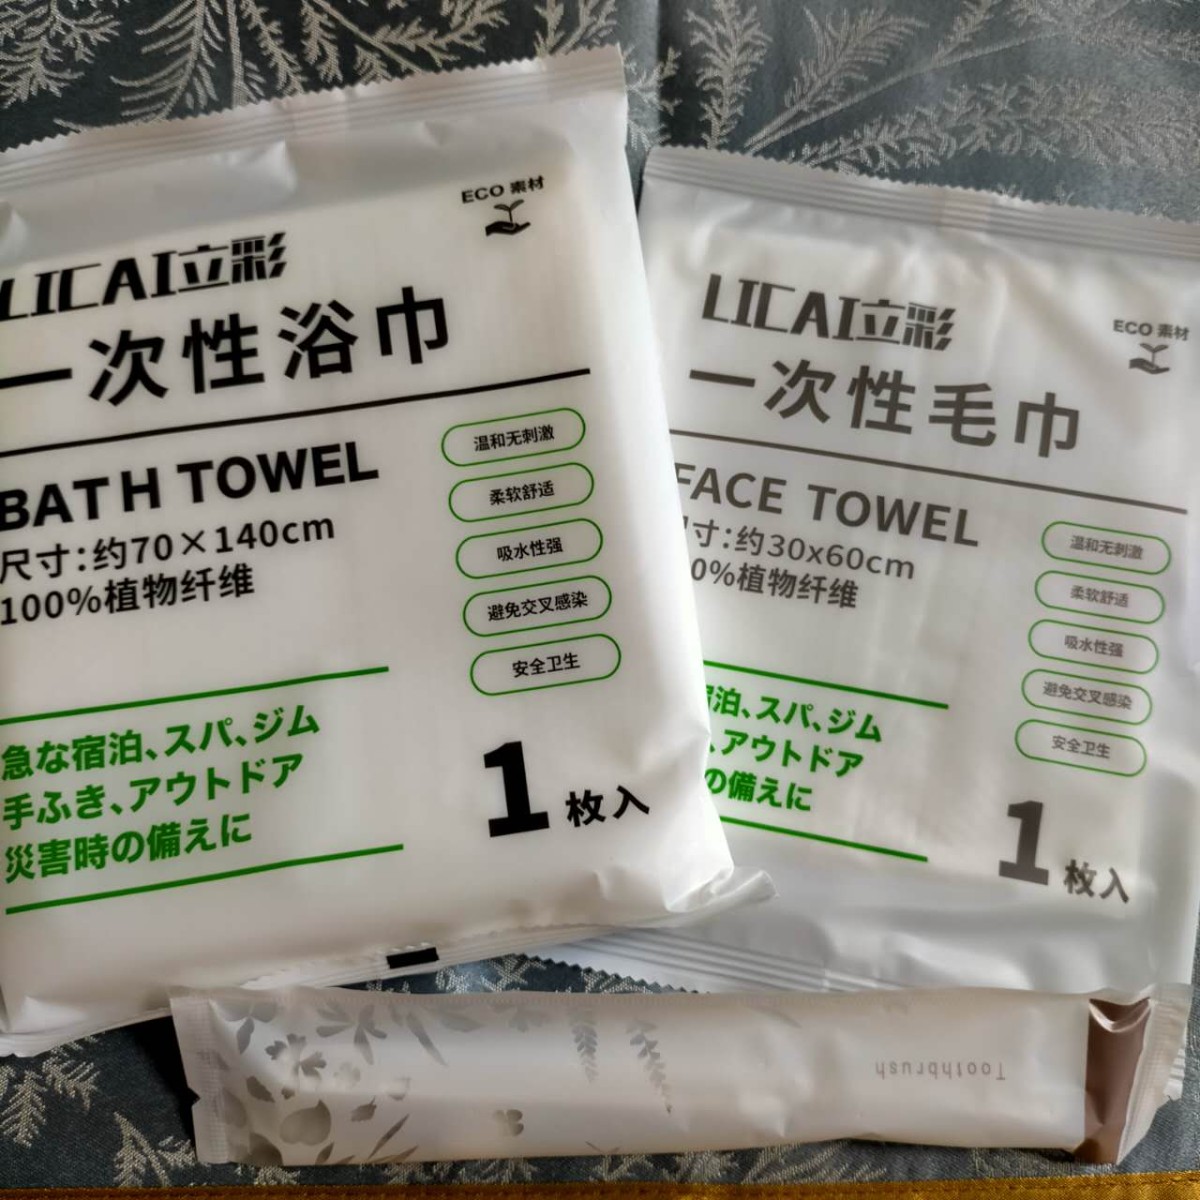 ECO 素材
LICAI立彩
一次性浴巾
BATH TOWEL
尺寸:约70×140cm
100%植物纤维
温和无刺激
柔软舒适
吸水性强
避免交叉感染
安全卫生
急な宿泊、スパ、ジム
手ふき、アウトドア
災害時の備えに
1枚入
ECO 素材
LICAI立彩
一次性毛巾
FACE TOWEL
寸:约30x60cm
0%植物纤维
温和无刺激
柔软舒适
吸水性强
避免交叉感染
安全卫生
泊、スパ、ジム
、アウトドア
の備えに
1枚入
Toothbrush